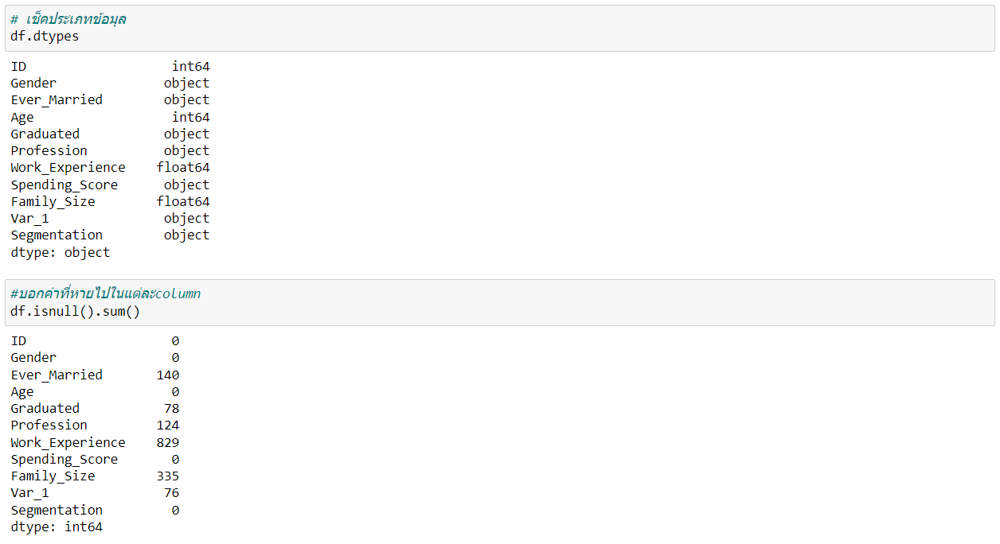 # เช็คประเภทข้อมุล
df.dtypes
ID int64
Gender object
Ever_Married object
Age int64
Graduated object
Profession object
Work_Experience float64
Spending_Score object
Family_Size float64
Var_1 object
Segmentation object
dtype: object
#บอกค่าที่หายไปในแต่ละcolumn
df.isnull().sum()
ID 0
Gender 0
Ever_Married 140
Age 0
Graduated 78
Profession 124
Work_Experience 829
Spending_Score 0
Family_Size 335
Var_1 76
Segmentation 0
dtype: int64